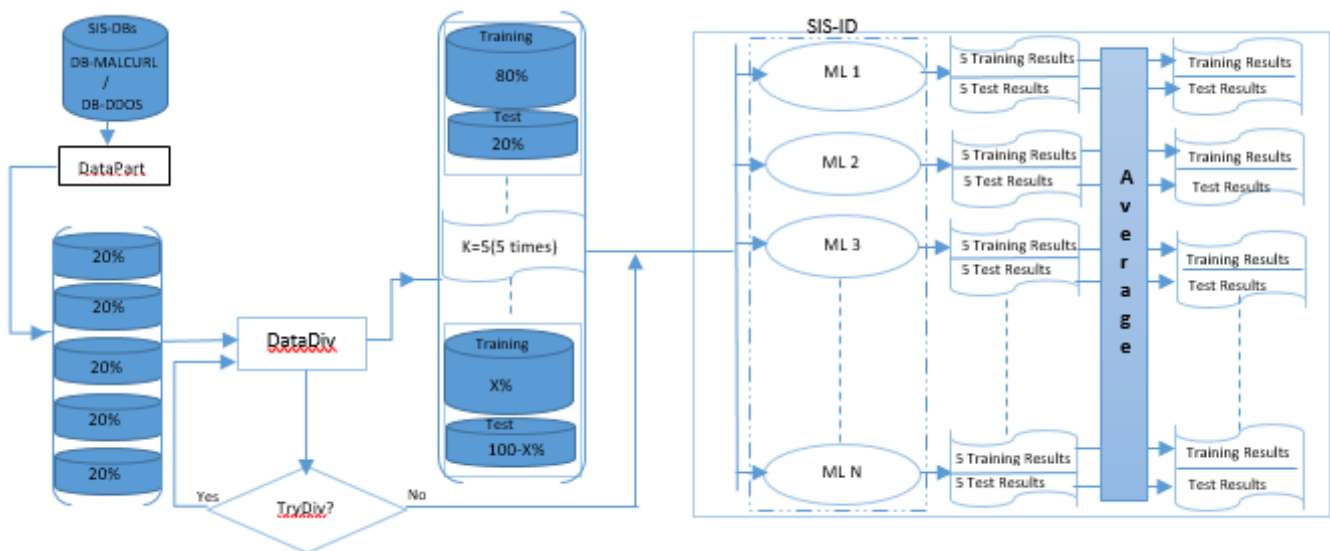 SIS-DBs
DB-MALCURL
/
DB-DDOS
DataPart
20%
20%
20%
20%
20%
DataDiv
TryDiv?
Yes
No
Training
80%
Test
20%
K=5(5 times)
Training
X%
Test
100-X%
SIS-ID
ML 1
5 Training Results
5 Test Results
Training Results
Test Results
ML 2
5 Training Results
5 Test Results
Training Results
Test Results
ML 3
5 Training Results
5 Test Results
Training Results
Test Results
ML N
5 Training Results
5 Test Results
Training Results
Test Results
Average